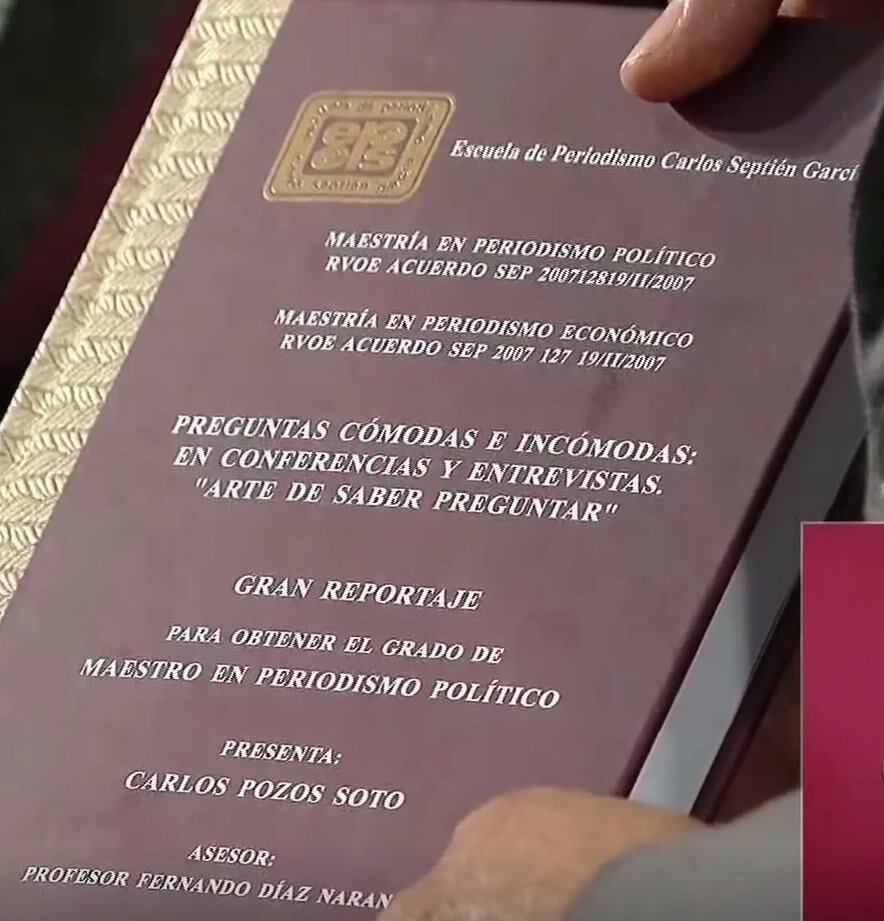 Escuela de Periodismo Carlos Septién Garcí
MAESTRÍA EN PERIODISMO POLÍTICO
RVOE ACUERDO SEP 200712819/II/2007
MAESTRÍA EN PERIODISMO ECONÓMICO
RVOE ACUERDO SEP 2007 127 19/II/2007
PREGUNTAS CÓMODAS E INCÓMODAS:
EN CONFERENCIAS Y ENTREVISTAS.
"ARTE DE SABER PREGUNTAR"
GRAN REPORTAJE
PARA OBTENER EL GRADO DE
MAESTRO EN PERIODISMO POLÍTICO
PRESENTA:
CARLOS POZOS SOTO
ASESOR:
PROFESOR FERNANDO DÍAZ NARAN